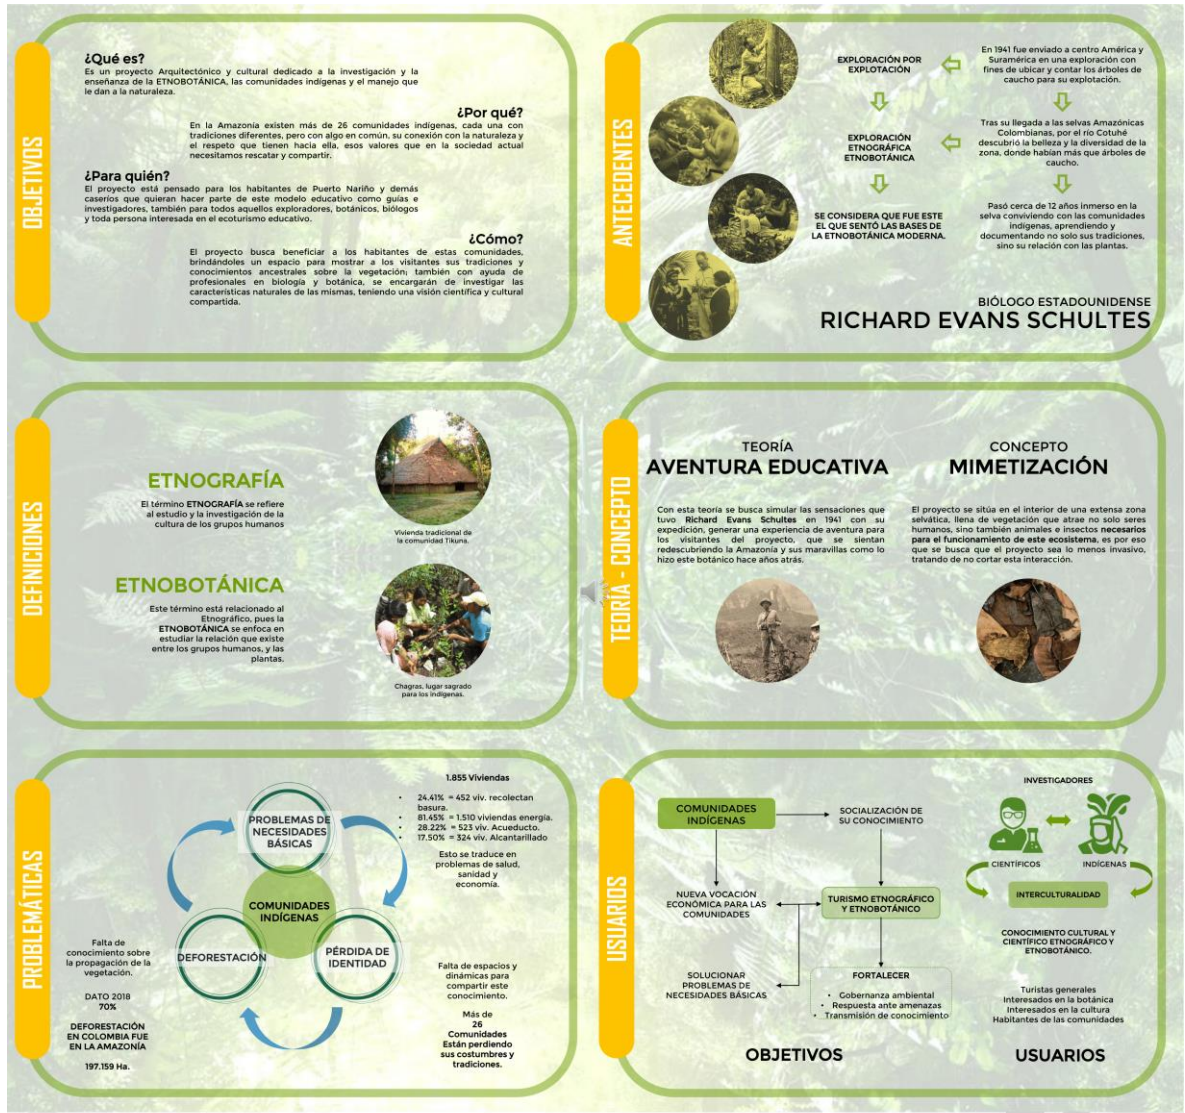 OBJETIVOS
¿Qué es?
Es un proyecto Arquitectónico y cultural dedicado a la investigación y la
enseñanza de la ETNOBOTÁNICA, las comunidades indígenas y el manejo que
le dan a la naturaleza.
¿Por qué?
En la Amazonía existen más de 26 comunidades indígenas, cada una con
tradiciones diferentes, pero con algo en común, su conexión con la naturaleza y
el respeto que tienen hacia ella, esos valores que en la sociedad actual
necesitamos rescatar y compartir.
¿Para quién?
El proyecto está pensado para los habitantes de Puerto Nariño y demás
caseríos que quieran hacer parte de este modelo educativo como guías e
investigadores, también para todos aquellos exploradores, botánicos, biólogos
y toda persona interesada en el ecoturismo educativo.
¿Cómo?
El proyecto busca beneficiar a los habitantes de estas comunidades,
brindándoles un espacio para mostrar a los visitantes sus tradiciones y
conocimientos ancestrales sobre la vegetación; también con ayuda de
profesionales en biología y botánica, se encargarán de investigar las
características naturales de las mismas, teniendo una visión científica y cultural
compartida.
ANTECEDENTES
EXPLORACIÓN POR
EXPLOTACIÓN
En 1941 fue enviado a centro América y
Suramérica en una exploración con
fines de ubicar y contar los árboles de
caucho para su explotación.
EXPLORACIÓN
ETNOGRÁFICA
ETNOBOTÁNICA
Tras su llegada a las selvas Amazónicas
Colombianas, por el río Cotuhé
descubrió la belleza y la diversidad de la
zona, donde habían más que árboles de
caucho.
SE CONSIDERA QUE FUE ESTE
EL QUE SENTÓ LAS BASES DE
LA ETNOBOTÁNICA MODERNA.
Pasó cerca de 12 años inmerso en la
selva conviviendo con las comunidades
indígenas, aprendiendo y
documentando no solo sus tradiciones,
sino su relación con las plantas.
BIÓLOGO ESTADOUNIDENSE
RICHARD EVANS SCHULTES
DEFINICIONES
ETNOGRAFÍA
El término ETNOGRAFÍA se refiere
al estudio y la investigación de la
cultura de los grupos humanos
Vivienda tradicional de
la comunidad Tikuna.
ETNOBOTÁNICA
Este término está relacionado al
Etnográfico, pues la
ETNOBOTÁNICA se enfoca en
estudiar la relación que existe
entre los grupos humanos, y las
plantas.
Chagras, lugar sagrado
para los indígenas.
TEORÍA - CONCEPTO
TEORÍA
AVENTURA EDUCATIVA
Con esta teoría se busca simular las sensaciones que
tuvo Richard Evans Schultes en 1941 con su
expedición, generar una experiencia de aventura para
los visitantes del proyecto, que se sientan
redescubriendo la Amazonía y sus maravillas como lo
hizo este botánico hace años atrás.
CONCEPTO
MIMETIZACIÓN
El proyecto se sitúa en el interior de una extensa zona
selvática, llena de vegetación que atrae no solo seres
humanos, sino también animales e insectos necesarios
para el funcionamiento de este ecosistema, es por eso
que se busca que el proyecto sea lo menos invasivo,
tratando de no cortar esta interacción.
PROBLEMÁTICAS
PROBLEMAS DE
NECESIDADES
BÁSICAS
COMUNIDADES
INDÍGENAS
DEFORESTACIÓN
PÉRDIDA DE
IDENTIDAD
1.855 Viviendas
• 24.41% = 452 viv. recolectan
basura.
• 81.45% = 1.510 viviendas energía.
• 28.22% = 523 viv. Acueducto.
• 17.50% = 324 viv. Alcantarillado
Esto se traduce en
problemas de salud,
sanidad y
economía.
Falta de
conocimiento sobre
la propagación de la
vegetación.
DATO 2018
70%
DEFORESTACIÓN
EN COLOMBIA FUE
EN LA AMAZONÍA
197.159 Ha.
Falta de espacios y
dinámicas para
compartir este
conocimiento.
Más de
26
Comunidades
Están perdiendo
sus costumbres y
tradiciones.
USUARIOS
COMUNIDADES
INDÍGENAS
SOCIALIZACIÓN DE
SU CONOCIMIENTO
NUEVA VOCACIÓN
ECONÓMICA PARA LAS
COMUNIDADES
TURISMO ETNOGRÁFICO
Y ETNOBOTÁNICO
SOLUCIONAR
PROBLEMAS DE
NECESIDADES BÁSICAS
FORTALECER
• Gobernanza ambiental
• Respuesta ante amenazas
• Transmisión de conocimiento
OBJETIVOS
INVESTIGADORES
CIENTÍFICOS
INDÍGENAS
INTERCULTURALIDAD
CONOCIMIENTO CULTURAL Y
CIENTÍFICO ETNOGRÁFICO Y
ETNOBOTÁNICO.
Turistas generales
Interesados en la botánica
Interesados en la cultura
Habitantes de las comunidades
USUARIOS